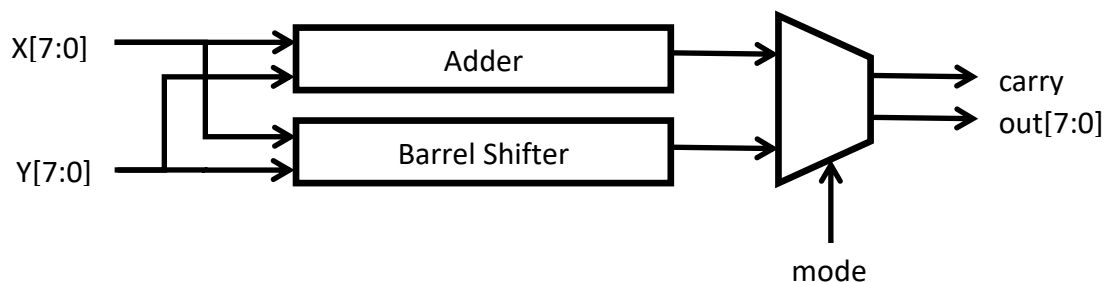 X[7:0]
Adder
carry
out[7:0]
Barrel Shifter
Y[7:0]
mode